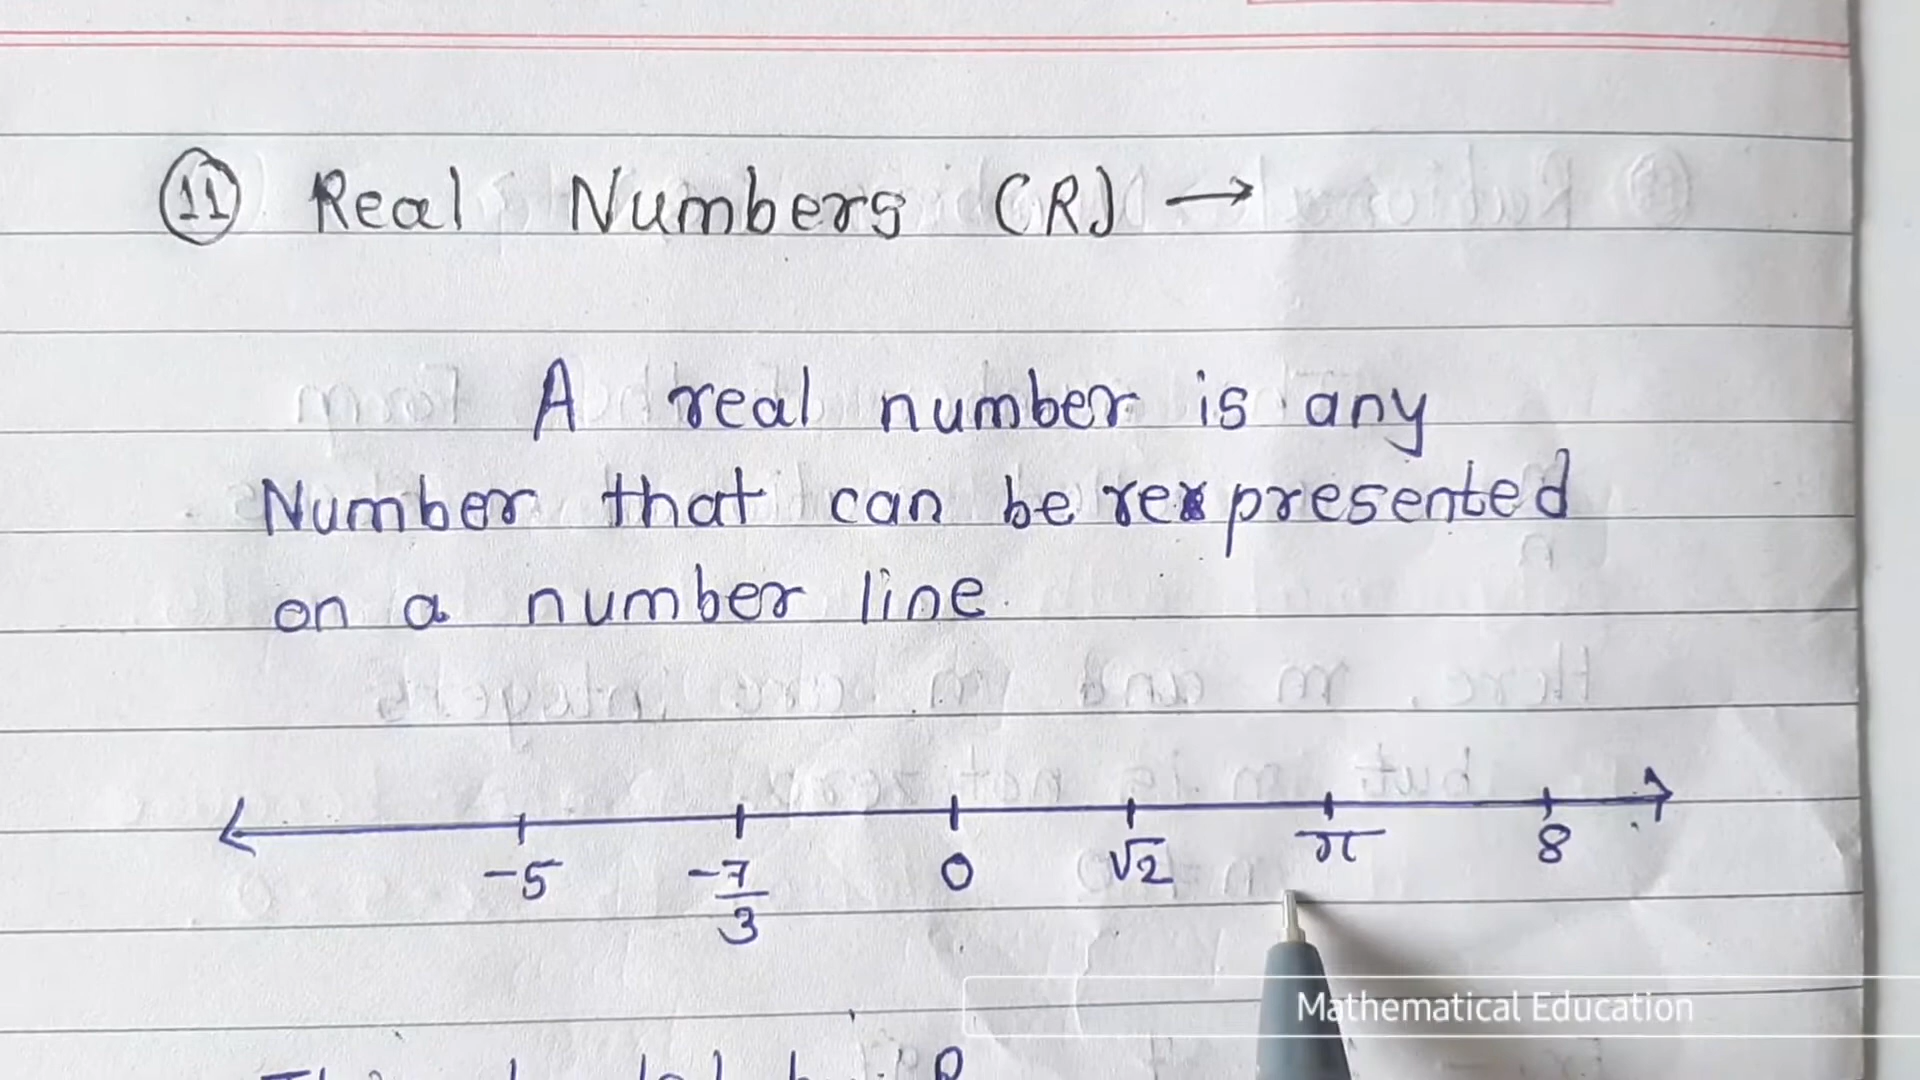 ⑪ Real Numbers (R) →
A real number is any
Number that can be represented
on a number line.
-5 -7/3 0 √2 π 8
Mathematical Education